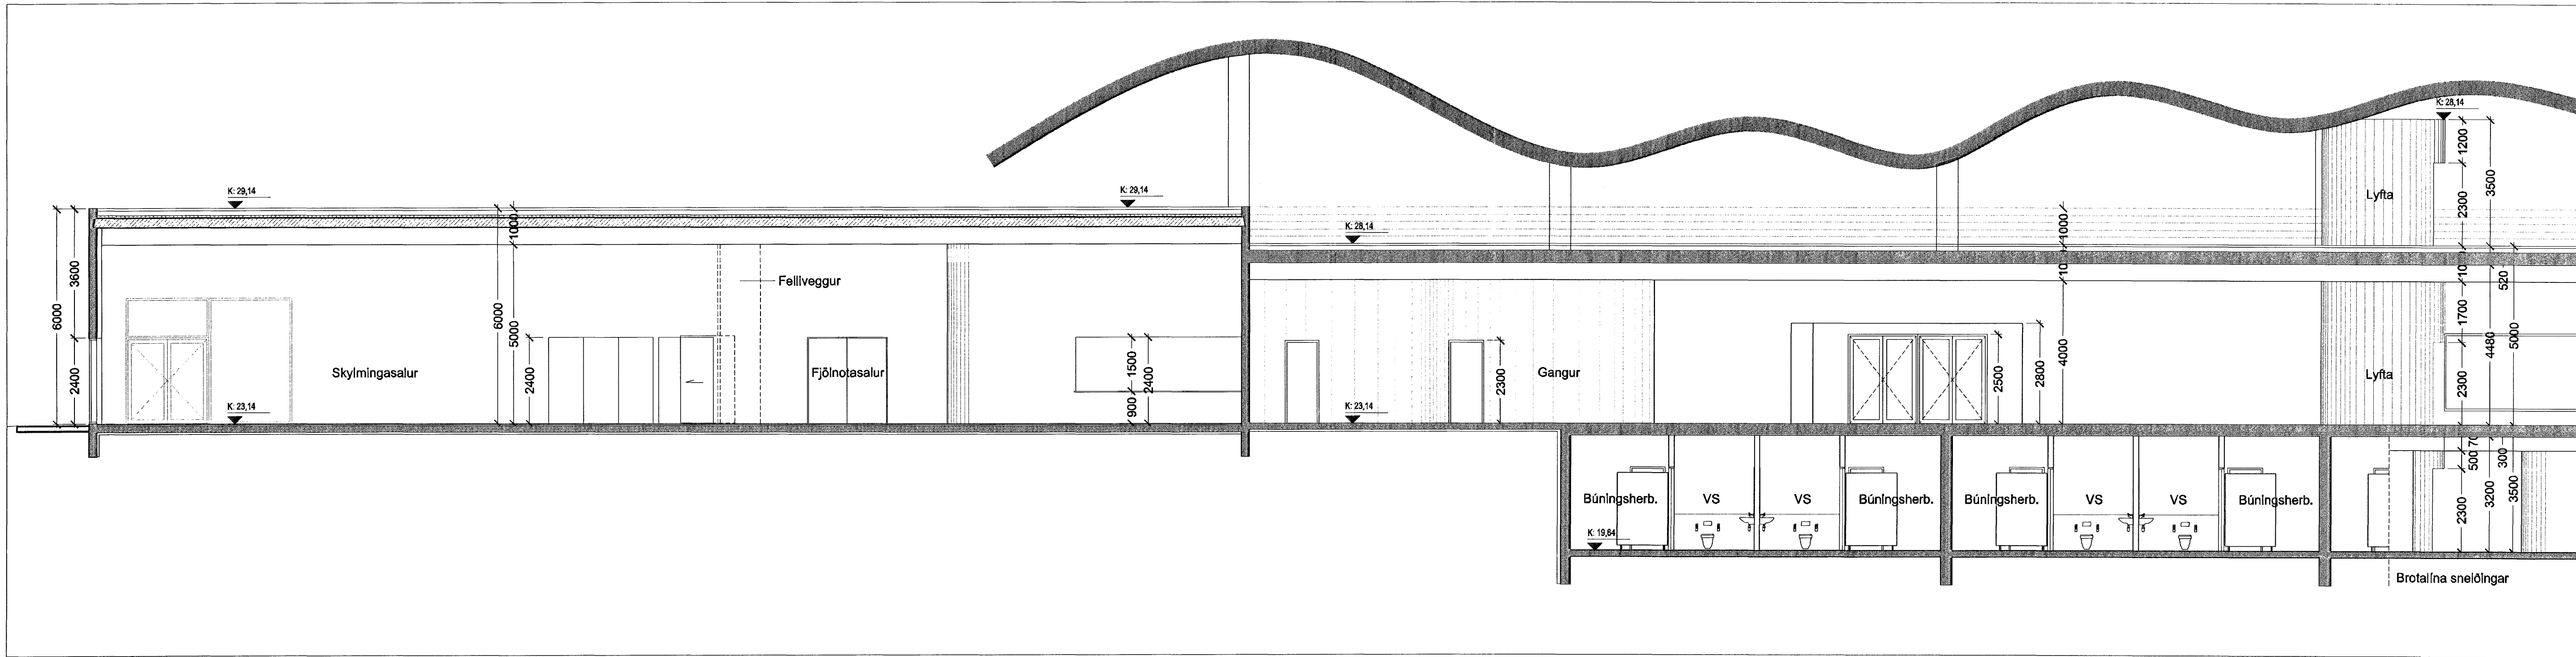 K: 28,14
1200
3500
2300
Lyfta
K: 29,14
K: 29,14
1000
K: 28,14
1000
6000
3600
2400
6000
5000
Fellveggur
520
1700
5000
4480
2300
4000
Skylmingasalur
2400
Fjölnotasalur
1500
2400
900
2300
Gangur
2500
2800
Lyfta
K: 23,14
K: 23,14
500
70
300
Búningsherb.
VS
VS
Búningsherb.
Búningsherb.
VS
VS
Búningsherb.
2300
3200
3500
K: 19,64
Brotalína sneiðingar